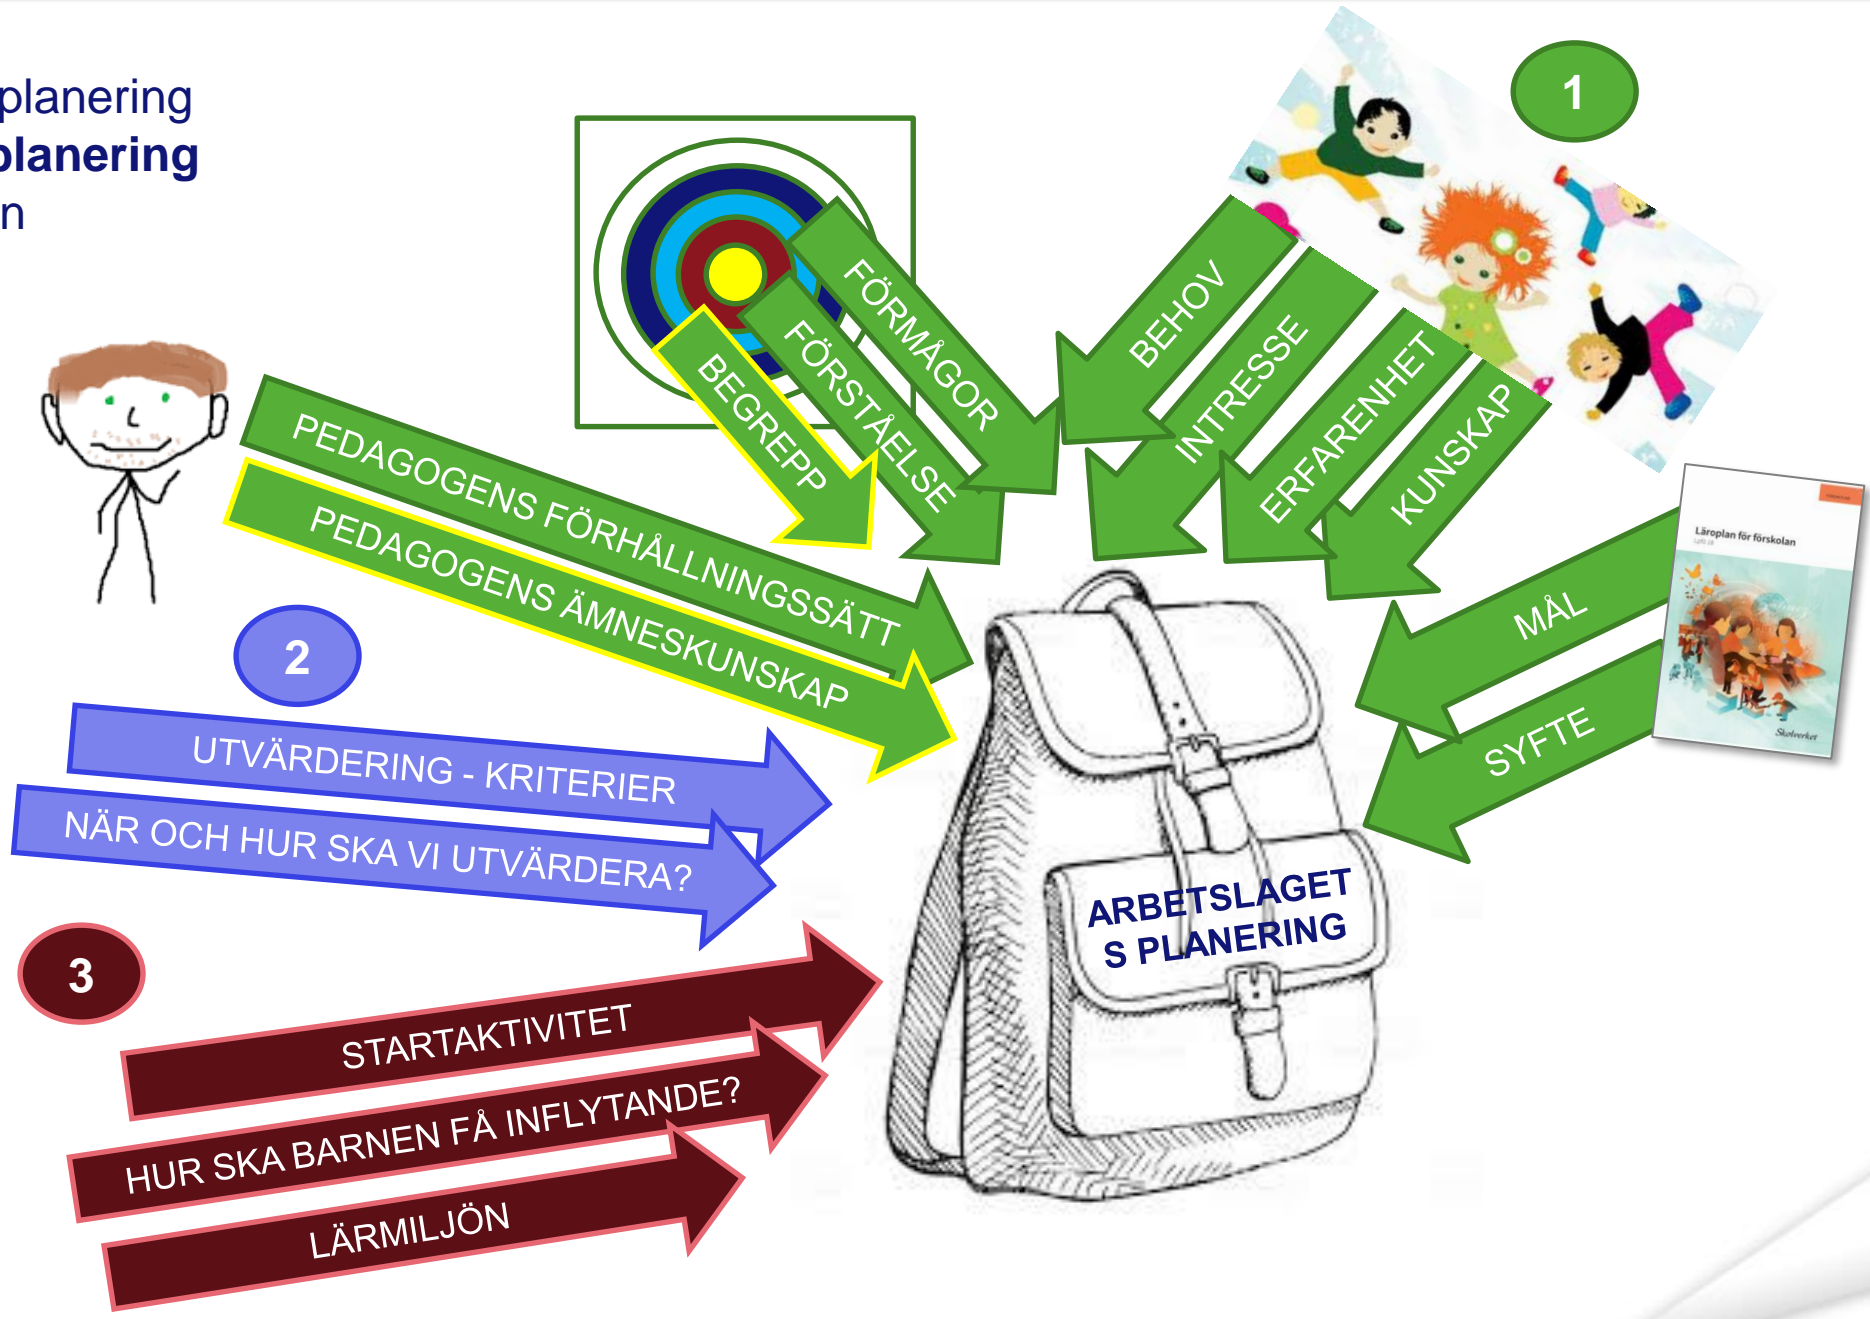 planering
planering
n
1
FÖRMÅGOR
FÖRSTÅELSE
BEGREPP
BEHOV
INTRESSE
ERFARENHET
KUNSKAP
MÅL
SYFTE
Läroplan för förskolan
Skolverket
PEDAGOGENS FÖRHÅLLNINGSSÄTT
PEDAGOGENS ÄMNESKUNSKAP
2
UTVÄRDERING - KRITERIER
NÄR OCH HUR SKA VI UTVÄRDERA?
ARBETSLAGET
S PLANERING
3
STARTAKTIVITET
HUR SKA BARNEN FÅ INFLYTANDE?
LÄRMILJÖN